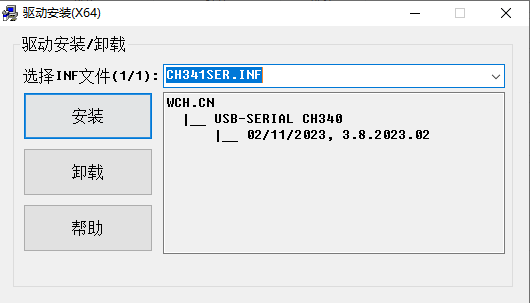 驱动安装(X64)
驱动安装/卸载
选择INF文件(1/1): CH341SER.INF
安装
卸载
帮助
WCH.CN
|__ USB-SERIAL CH340
|__ 02/11/2023, 3.8.2023.02